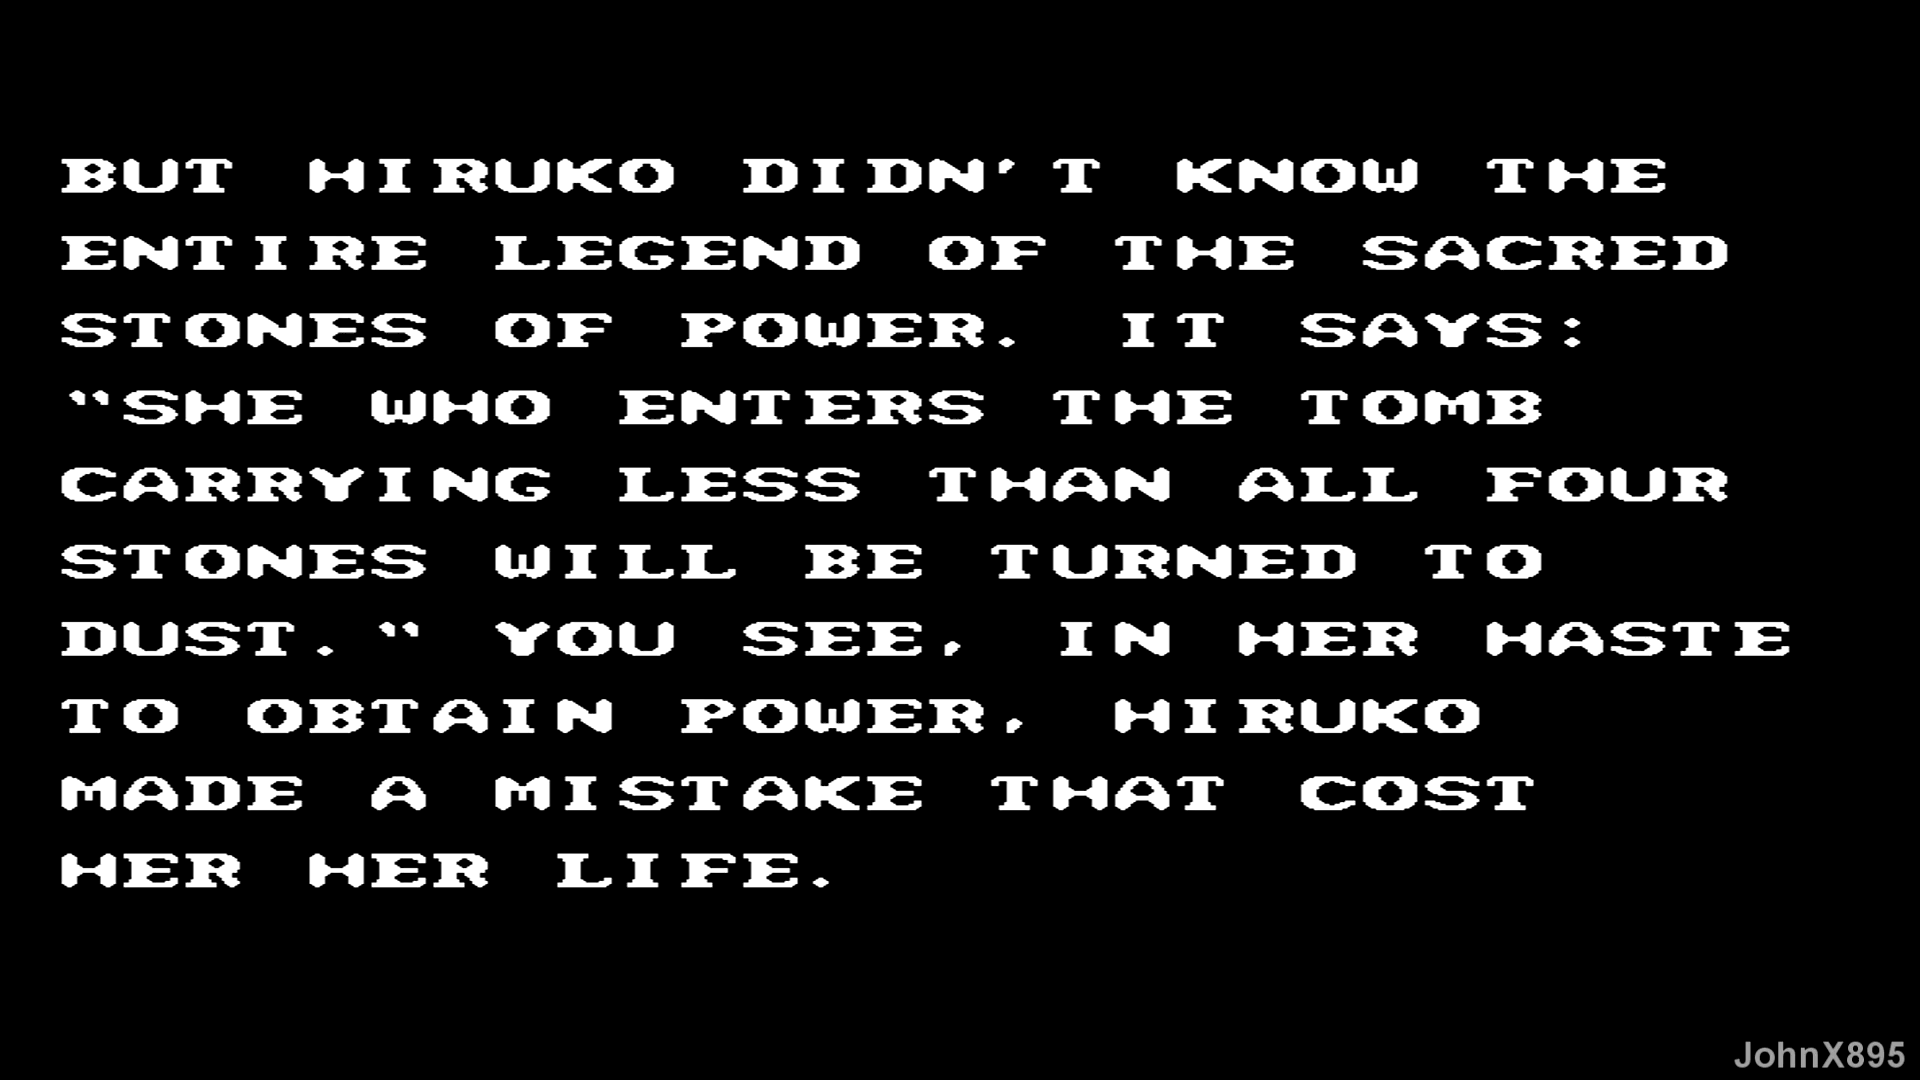 BUT HIRUKO DIDN'T KNOW THE
ENTIRE LEGEND OF THE SACRED
STONES OF POWER. IT SAYS:
"SHE WHO ENTERS THE TOMB
CARRYING LESS THAN ALL FOUR
STONES WILL BE TURNED TO
DUST." YOU SEE, IN HER HASTE
TO OBTAIN POWER, HIRUKO
MADE A MISTAKE THAT COST
HER HER LIFE.
JohnX895